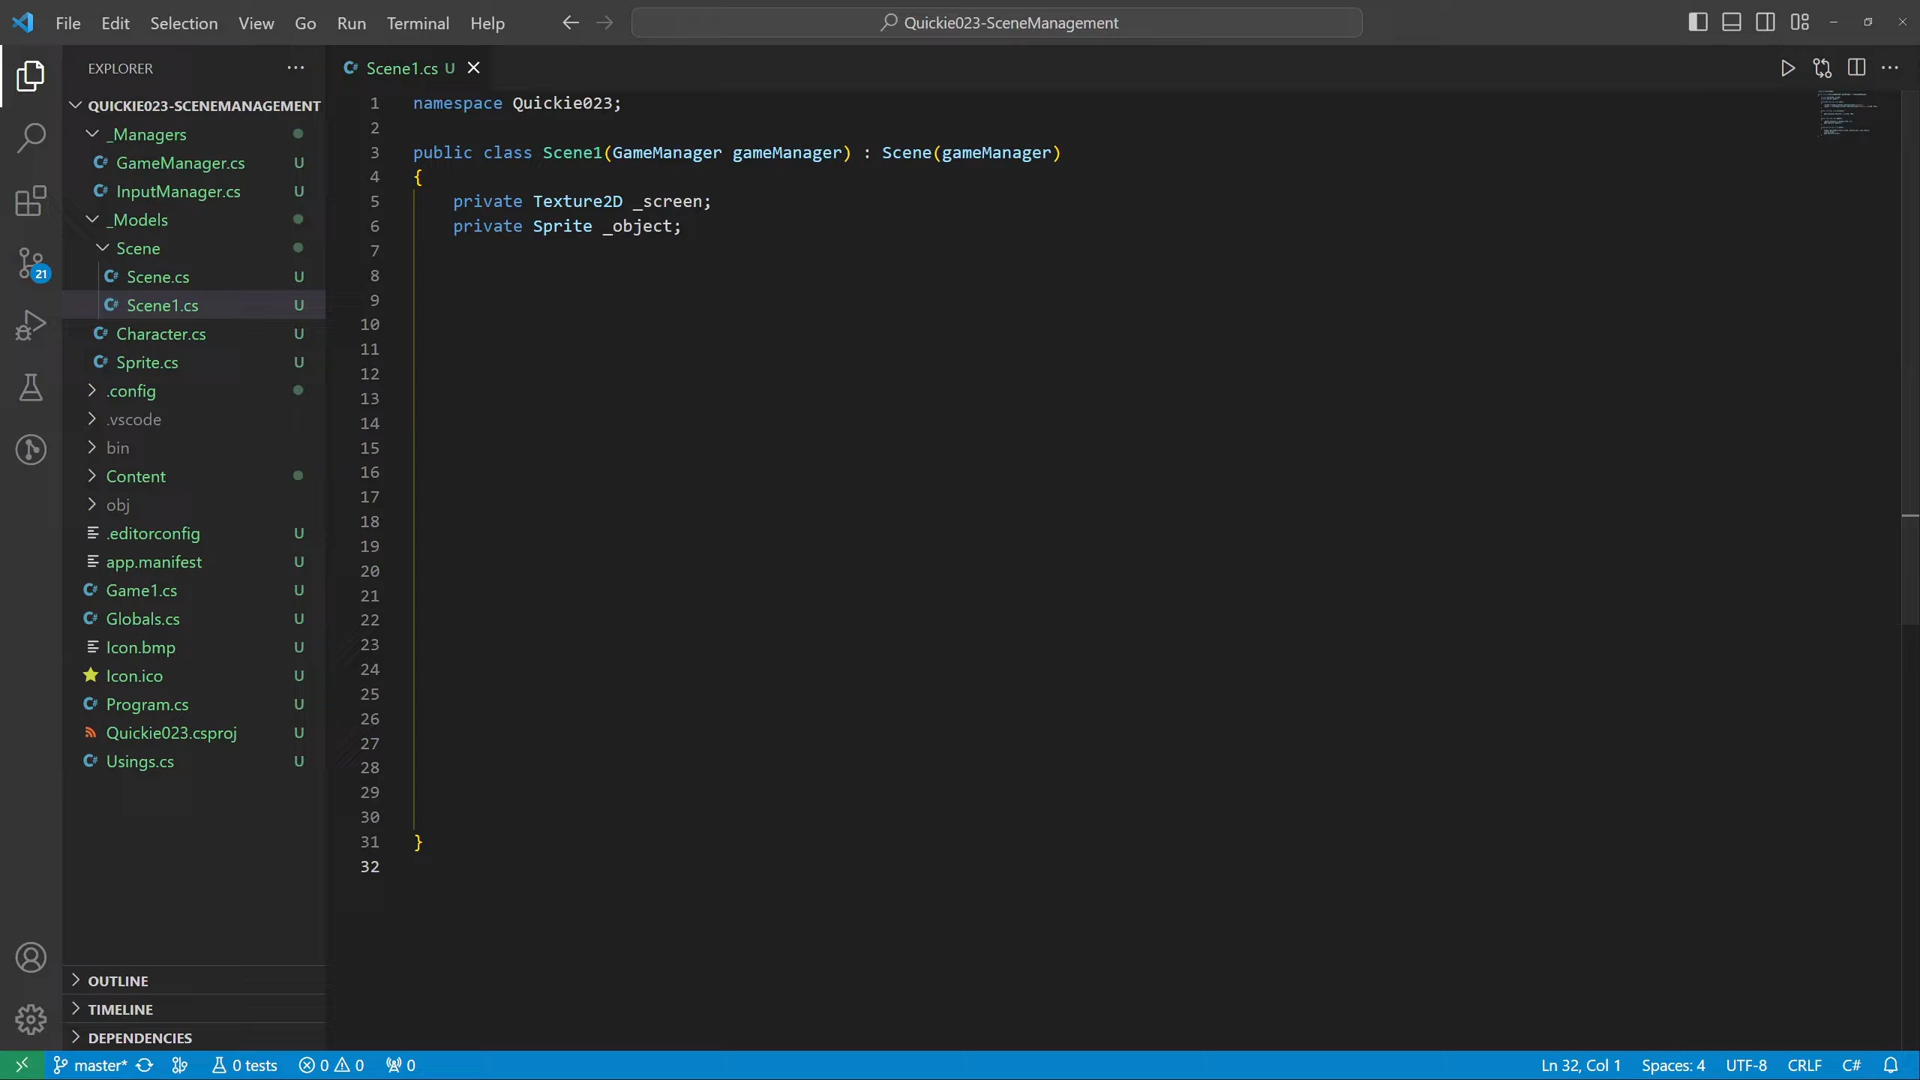 File Edit Selection View Go Run Terminal Help
Quickie023-SceneManagement
EXPLORER
Scene1.cs U
QUICKIE023-SCENEMANAGEMENT
_Managers
GameManager.cs U
InputManager.cs U
_Models
Scene
Scene.cs U
Scene1.cs U
Character.cs U
Sprite.cs U
.config
.vscode
bin
Content
obj
.editorconfig U
app.manifest U
Game1.cs U
Globals.cs U
Icon.bmp U
Icon.ico U
Program.cs U
Quickie023.csproj U
Usings.cs U
21
OUTLINE
TIMELINE
DEPENDENCIES
1 namespace Quickie023;
2
3 public class Scene1(GameManager gameManager) : Scene(gameManager)
4 {
5 private Texture2D _screen;
6 private Sprite _object;
7
8
9
10
11
12
13
14
15
16
17
18
19
20
21
22
23
24
25
26
27
28
29
30
31 }
32
master* 0 tests 0 0 0 Ln 32, Col 1 Spaces: 4 UTF-8 CRLF C#